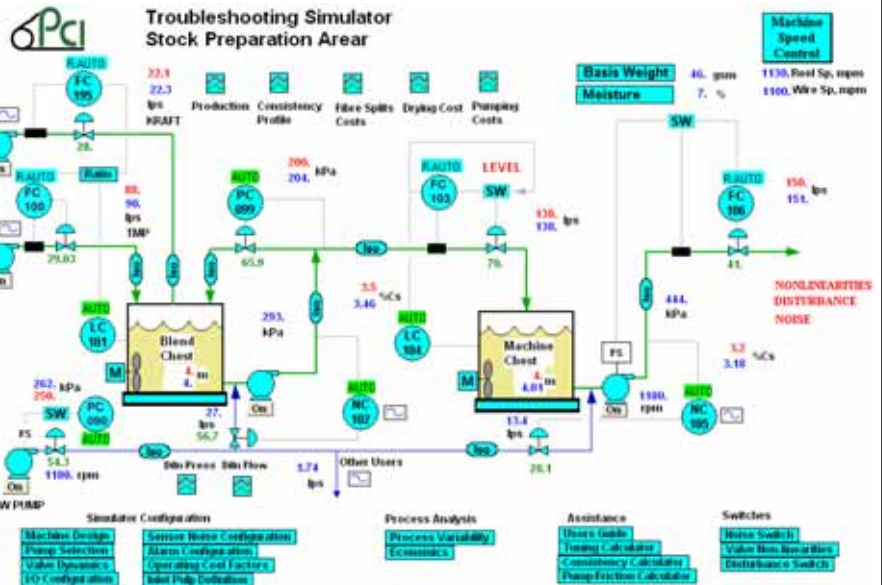 PCI
Troubleshooting Simulator
Stock Preparation Arear
Machine
Speed
Control
R.AUTO
FC
195
22.1
22.3
lps
KRAFT
Production
Consistency
Profile
Fibre Splits
Costs
Drying Cost
Pumping
Costs
Basis Weight
46. gsm
Moisture
7. %
1130. Reel Sp, mpm
1100. Wire Sp, mpm
On
28.
SW
R.AUTO
FC
100
Ratio
88.
90.
lps
TMP
AUTO
PC
099
200.
204.
kPa
R.AUTO
FC
103
LEVEL
SW
130.
130.
lps
R.AUTO
FC
106
150.
151.
lps
On
29.03
65.9
70.
41.
3.5
3.46
%Cs
NONLINEARITIES
DISTURBANCE
NOISE
AUTO
LC
101
Blend
Chest
4.
4.
m
293.
kPa
AUTO
LC
104
Machine
Chest
4.
4.01
m
444.
kPa
FS
3.2
3.18
%Cs
M
On
AUTO
NC
102
M
On
1180.
rpm
AUTO
NC
105
262.
250.
kPa
SW
PC
090
AUTO
FS
54.3
1180. rpm
On
W PUMP
27.
lps
56.7
Diln Press
Diln Flow
1.74
lps
Other Users
13.4
lps
20.1
Simulator Configuration
Machine Design
Pump Selection
Valve Dynamics
I/O Configuration
Sensor Noise Configuration
Alarm Configuration
Operating Cost Factors
Inlet Pulp Definition
Process Analysis
Process Variability
Economics
Assistance
Users Guide
Tuning Calculator
Consistency Calculator
Pump Friction Calculator
Switches
Noise Switch
Valve Non-linearities
Disturbance Switch